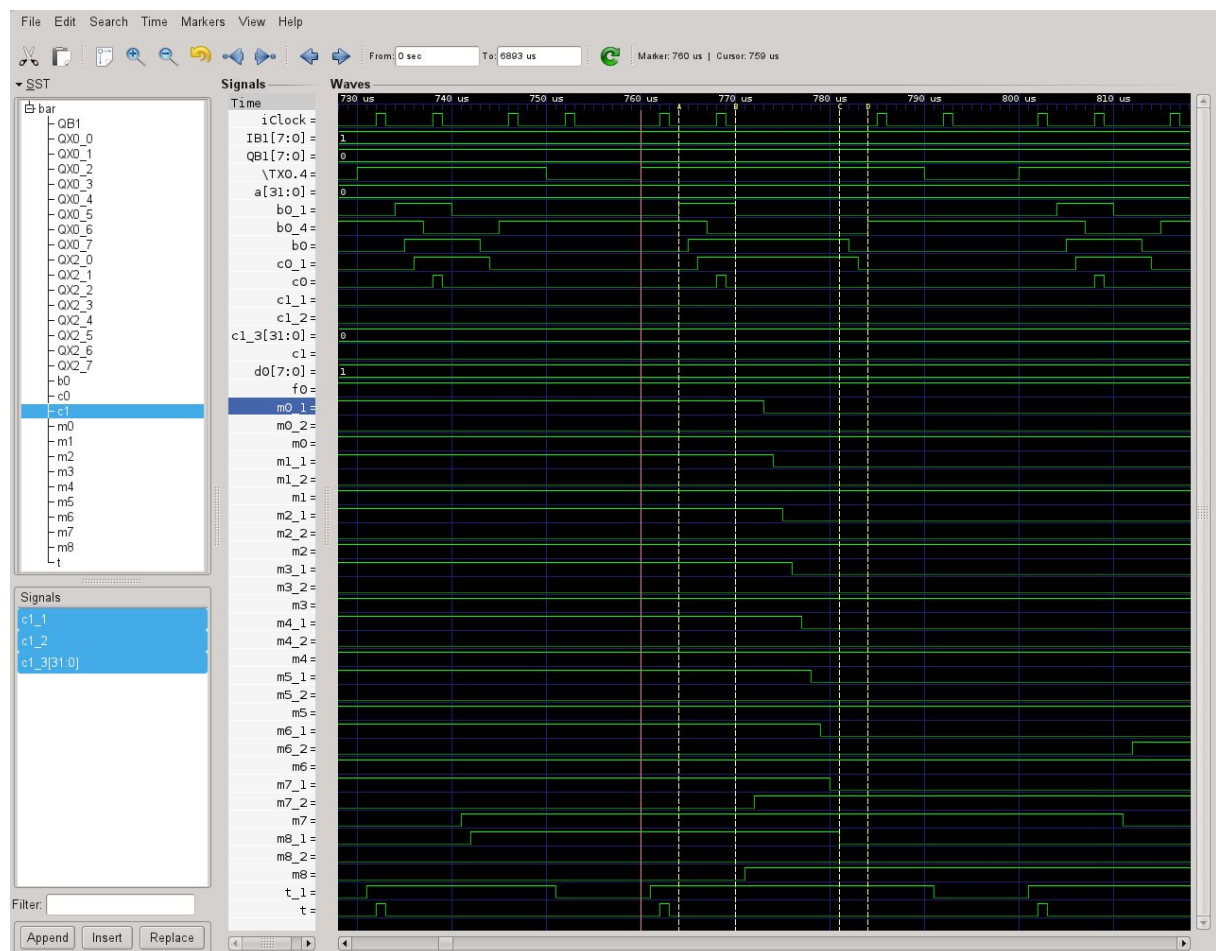 File Edit Search Time Markers View Help
From: 0 sec To: 6893 us Marker: 760 us | Cursor: 759 us
SST
bar
QB1
QX0_0
QX0_1
QX0_2
QX0_3
QX0_4
QX0_5
QX0_6
QX0_7
QX2_0
QX2_1
QX2_2
QX2_3
QX2_4
QX2_5
QX2_6
QX2_7
b0
c0
c1
m0
m1
m2
m3
m4
m5
m6
m7
m8
t
Signals
c1_1
c1_2
c1_3[31:0]
Filter:
Append Insert Replace
Signals
Time
iClock=
IB1[7:0]=
QB1[7:0]=
\TX0.4=
a[31:0]=
b0_1=
b0_4=
b0=
c0_1=
c0=
c1_1=
c1_2=
c1_3[31:0]=
c1=
d0[7:0]=
f0=
m0_1=
m0_2=
m0=
m1_1=
m1_2=
m1=
m2_1=
m2_2=
m2=
m3_1=
m3_2=
m3=
m4_1=
m4_2=
m4=
m5_1=
m5_2=
m5=
m6_1=
m6_2=
m6=
m7_1=
m7_2=
m7=
m8_1=
m8_2=
m8=
t_1=
t=
Waves
730 us 740 us 750 us 760 us 770 us 780 us 790 us 800 us 810 us
A B C D
1
0
0
0
1